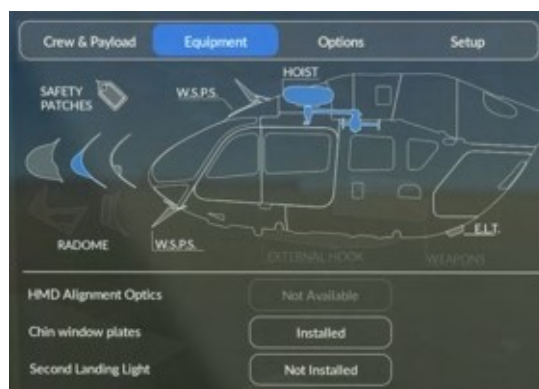 Crew & Payload Equipment Options Setup
HOIST
SAFETY W.S.P.S.
PATCHES
E.L.T.
RADOME W.S.P.S.
EXTERNAL HOOK WEAPONS
HMD Alignment Optics Not Available
Chin window plates Installed
Second Landing Light Not Installed